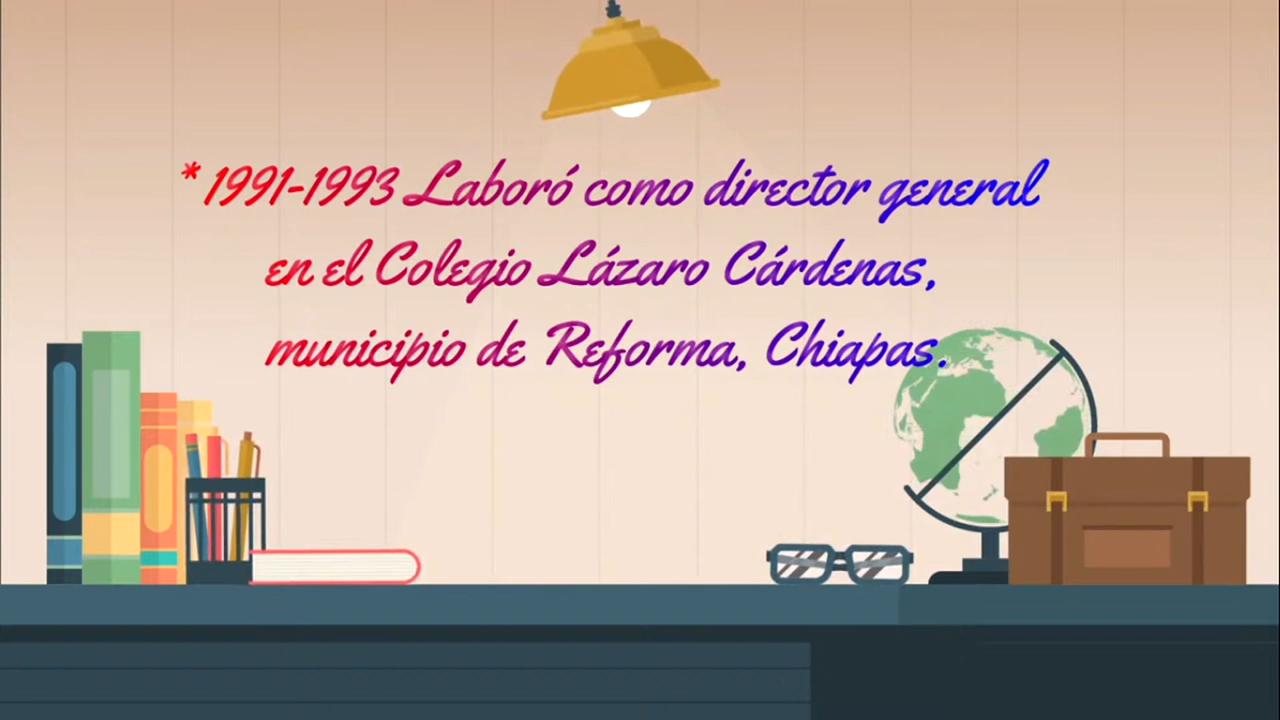 * 1991-1993 Laboró como director general
en el Colegio Lázaro Cárdenas,
municipio de Reforma, Chiapas.